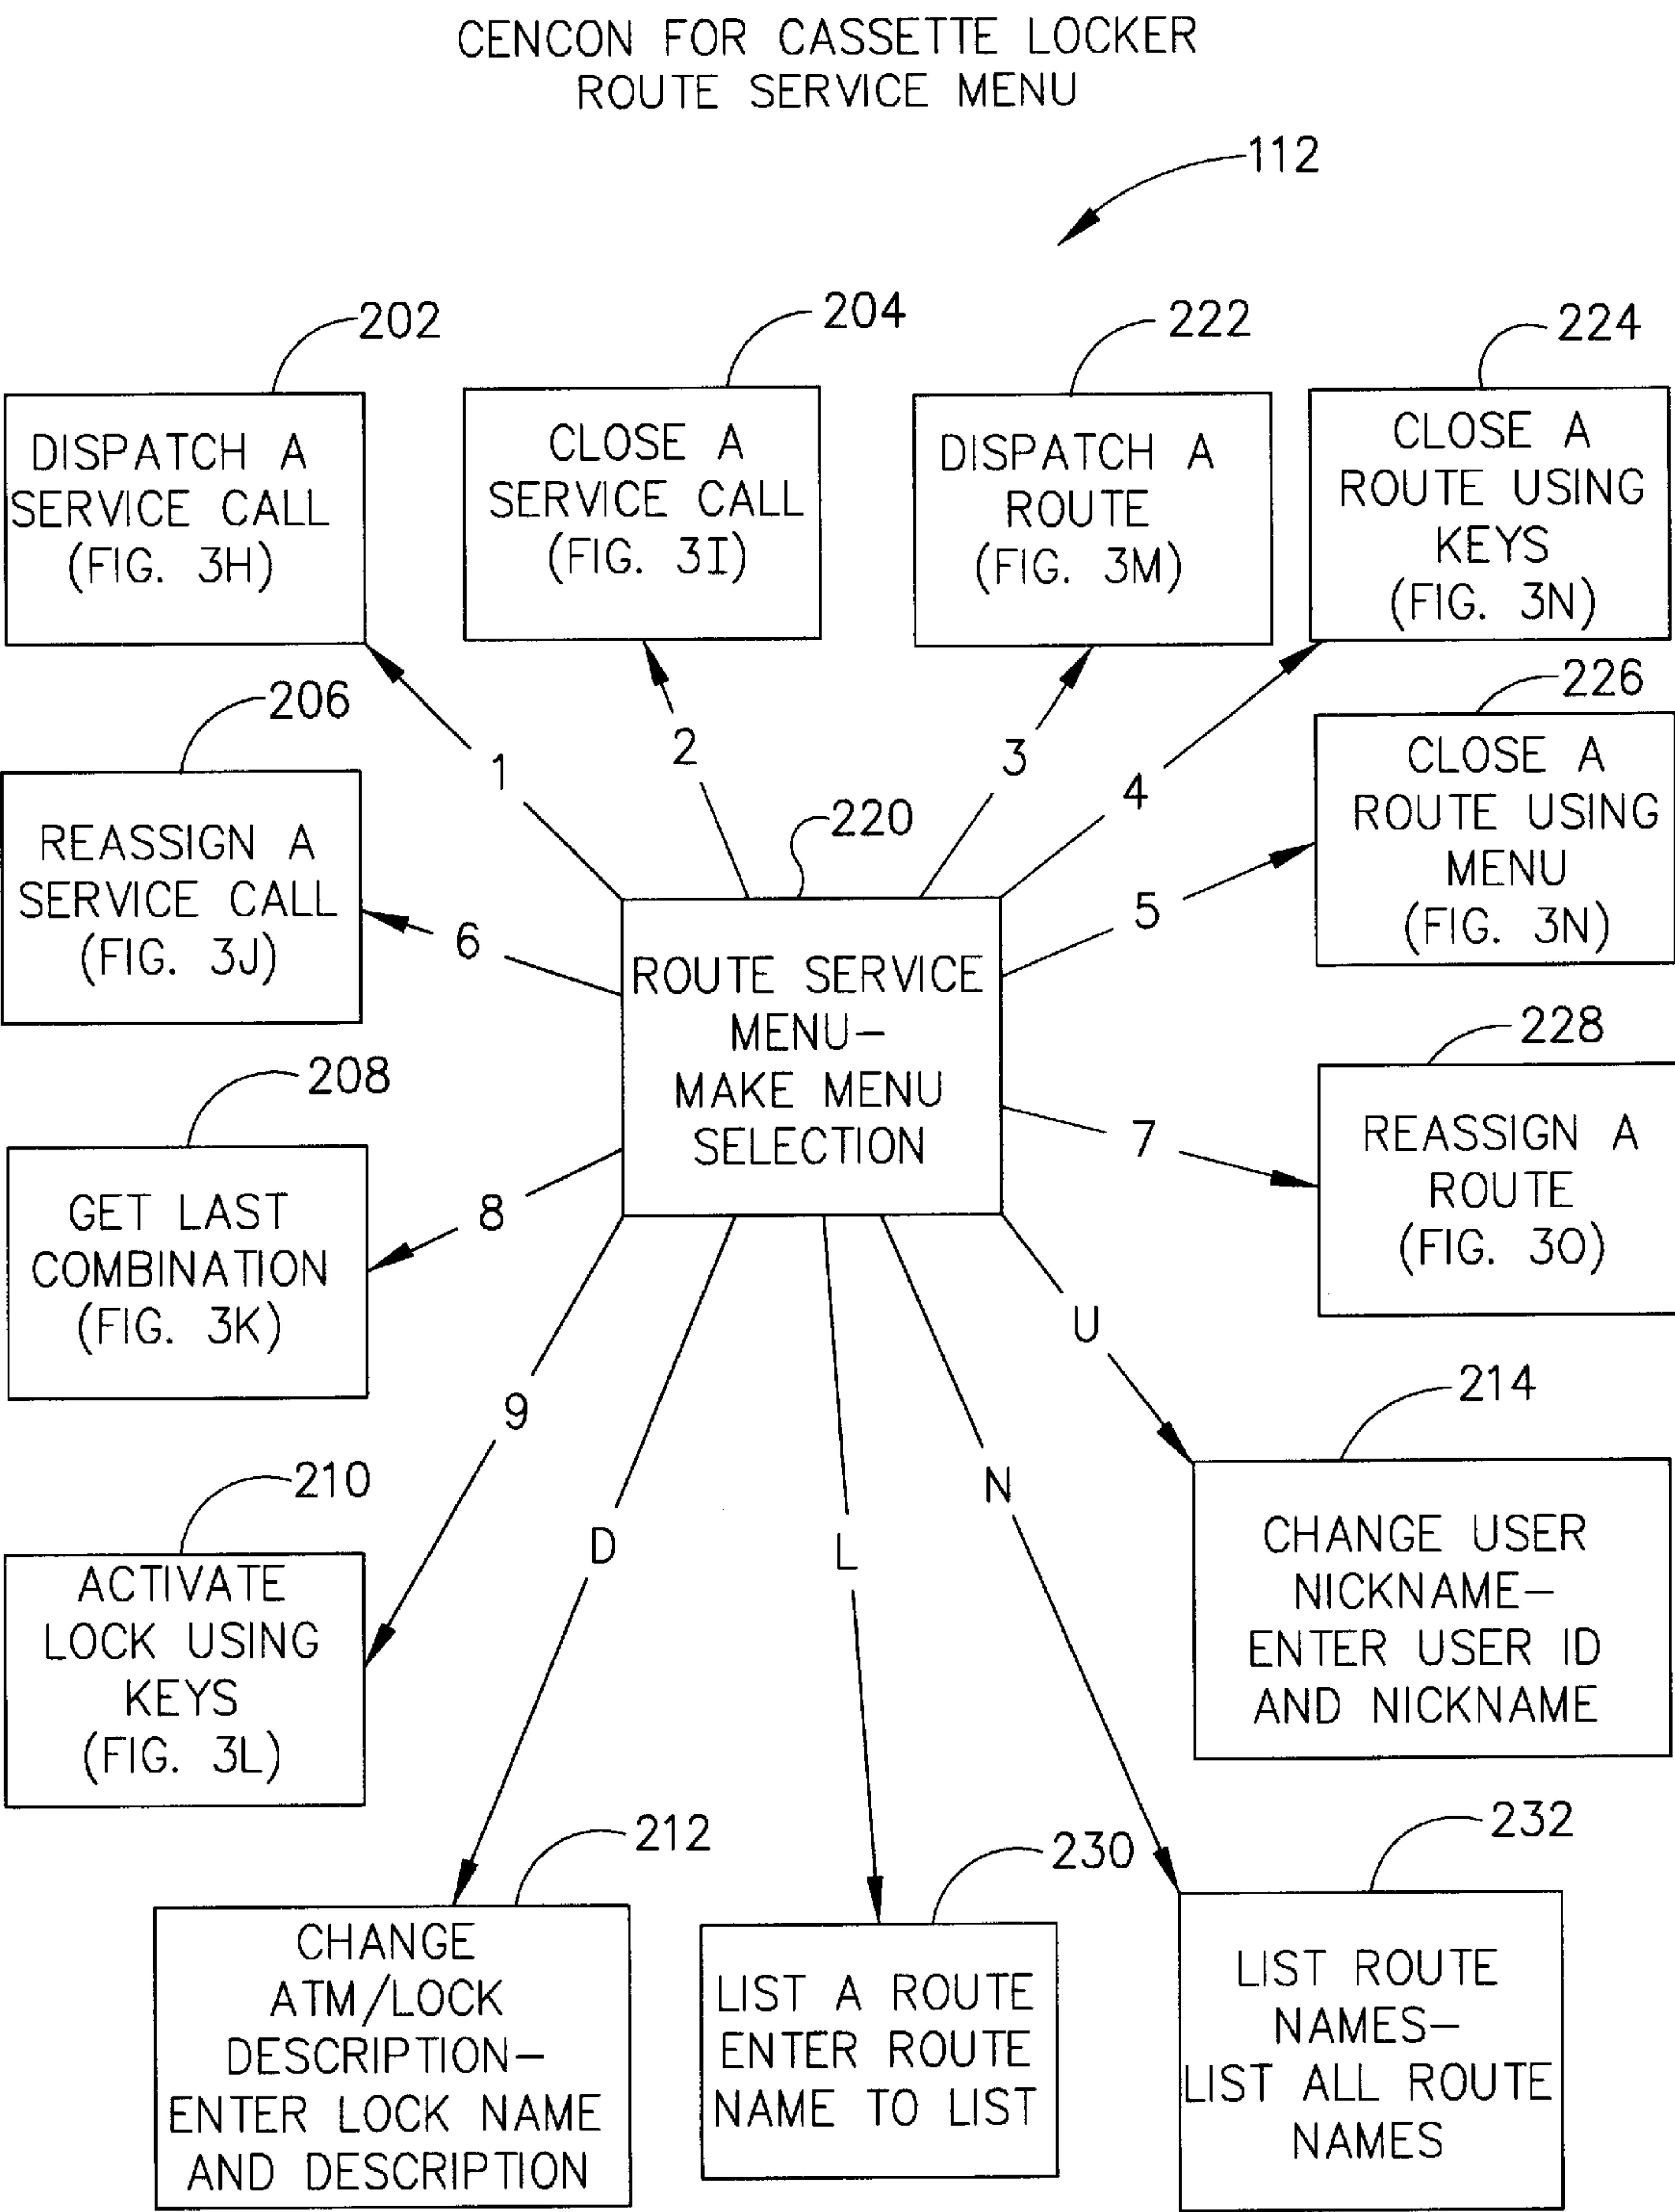 CENCON FOR CASSETTE LOCKER
ROUTE SERVICE MENU
112
202
DISPATCH A
SERVICE CALL
(FIG. 3H)
204
CLOSE A
SERVICE CALL
(FIG. 3I)
222
DISPATCH A
ROUTE
(FIG. 3M)
224
CLOSE A
ROUTE USING
KEYS
(FIG. 3N)
206
REASSIGN A
SERVICE CALL
(FIG. 3J)
1
2
3
4
226
CLOSE A
ROUTE USING
MENU
(FIG. 3N)
220
ROUTE SERVICE
MENU–
MAKE MENU
SELECTION
5
6
7
228
REASSIGN A
ROUTE
(FIG. 3O)
208
GET LAST
COMBINATION
(FIG. 3K)
8
9
D
L
N
U
214
CHANGE USER
NICKNAME–
ENTER USER ID
AND NICKNAME
210
ACTIVATE
LOCK USING
KEYS
(FIG. 3L)
212
CHANGE
ATM/LOCK
DESCRIPTION–
ENTER LOCK NAME
AND DESCRIPTION
230
LIST A ROUTE
ENTER ROUTE
NAME TO LIST
232
LIST ROUTE
NAMES–
LIST ALL ROUTE
NAMES